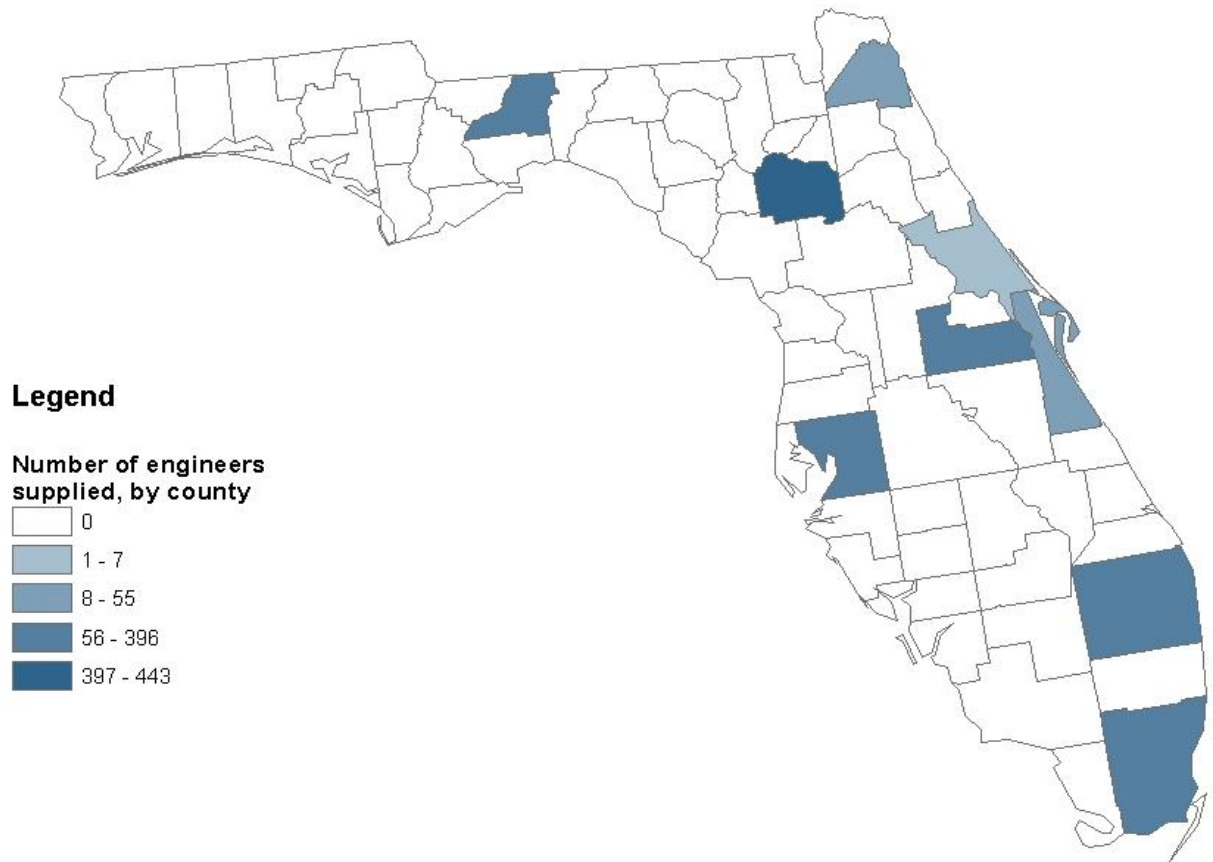 Legend
Number of engineers
supplied, by county
0
1 - 7
8 - 55
56 - 396
397 - 443